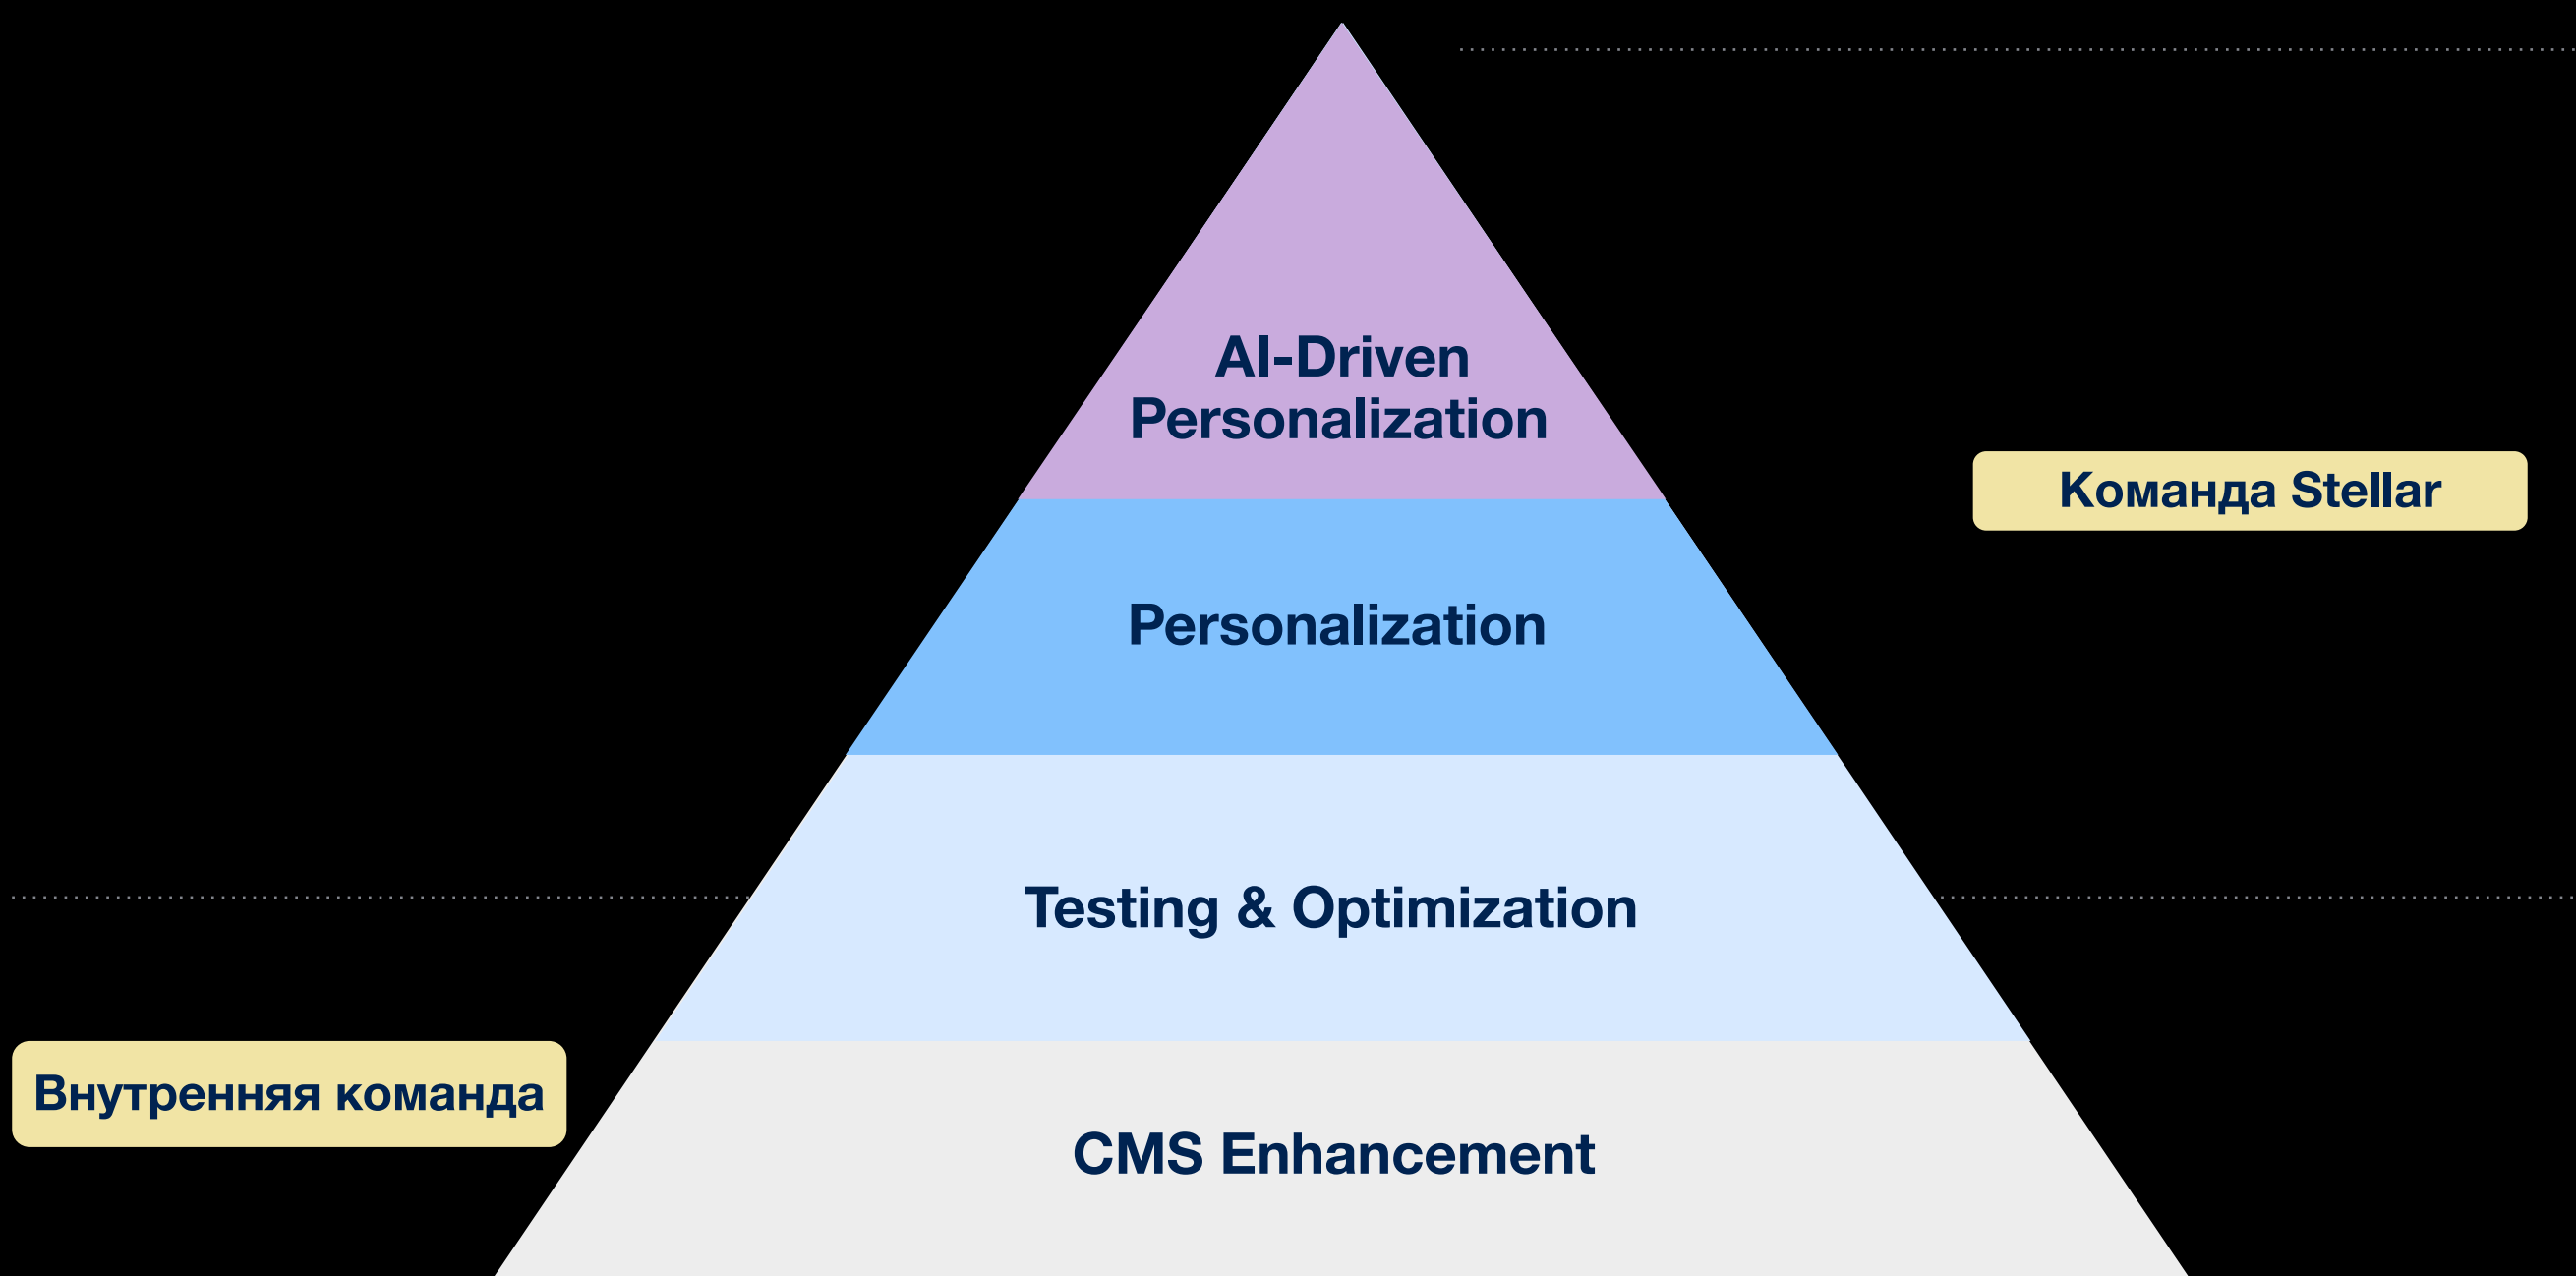 AI-Driven
Personalization
Команда Stellar
Personalization
Testing & Optimization
Внутренняя команда
CMS Enhancement